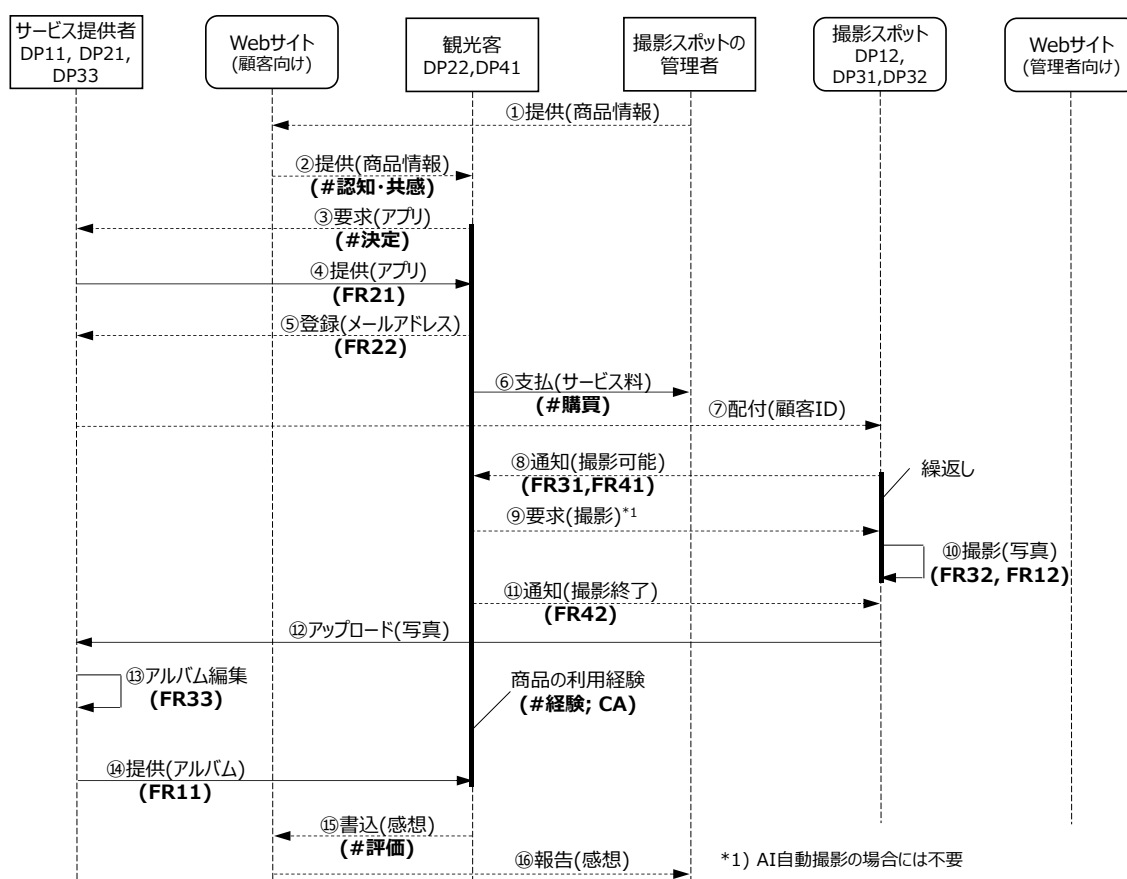 サービス提供者
DP11, DP21,
DP33
Webサイト
(顧客向け)
観光客
DP22,DP41
撮影スポットの
管理者
撮影スポット
DP12,
DP31,DP32
Webサイト
(管理者向け)
①提供(商品情報)
②提供(商品情報)
(#認知・共感)
③要求(アプリ)
(#決定)
④提供(アプリ)
(FR21)
⑤登録(メールアドレス)
(FR22)
⑥支払(サービス料)
(#購買)
⑦配付(顧客ID)
⑧通知(撮影可能)
(FR31,FR41)
繰返し
⑨要求(撮影)*1
⑩撮影(写真)
(FR32, FR12)
⑪通知(撮影終了)
(FR42)
⑫アップロード(写真)
⑬アルバム編集
(FR33)
商品の利用経験
(#経験; CA)
⑭提供(アルバム)
(FR11)
⑮書込(感想)
(#評価)
⑯報告(感想)
*1) AI自動撮影の場合には不要